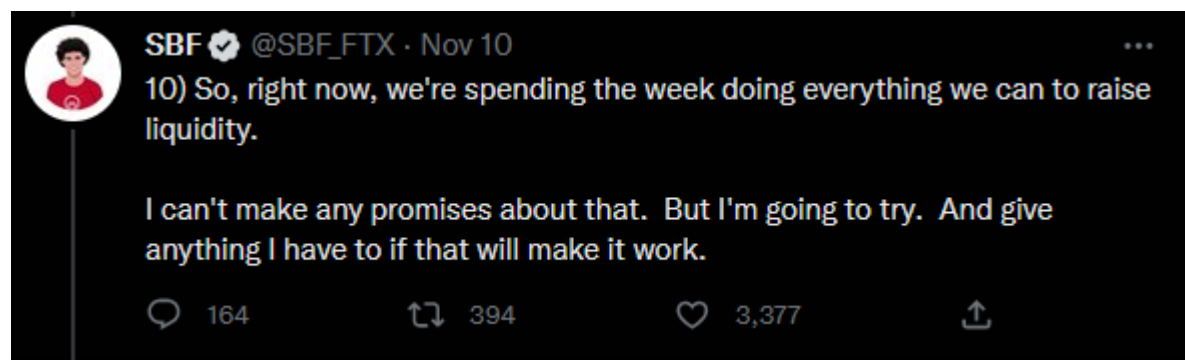 SBF @SBF_FTX · Nov 10
10) So, right now, we're spending the week doing everything we can to raise
liquidity.
I can't make any promises about that.  But I'm going to try.  And give
anything I have to if that will make it work.
164 394 3,377